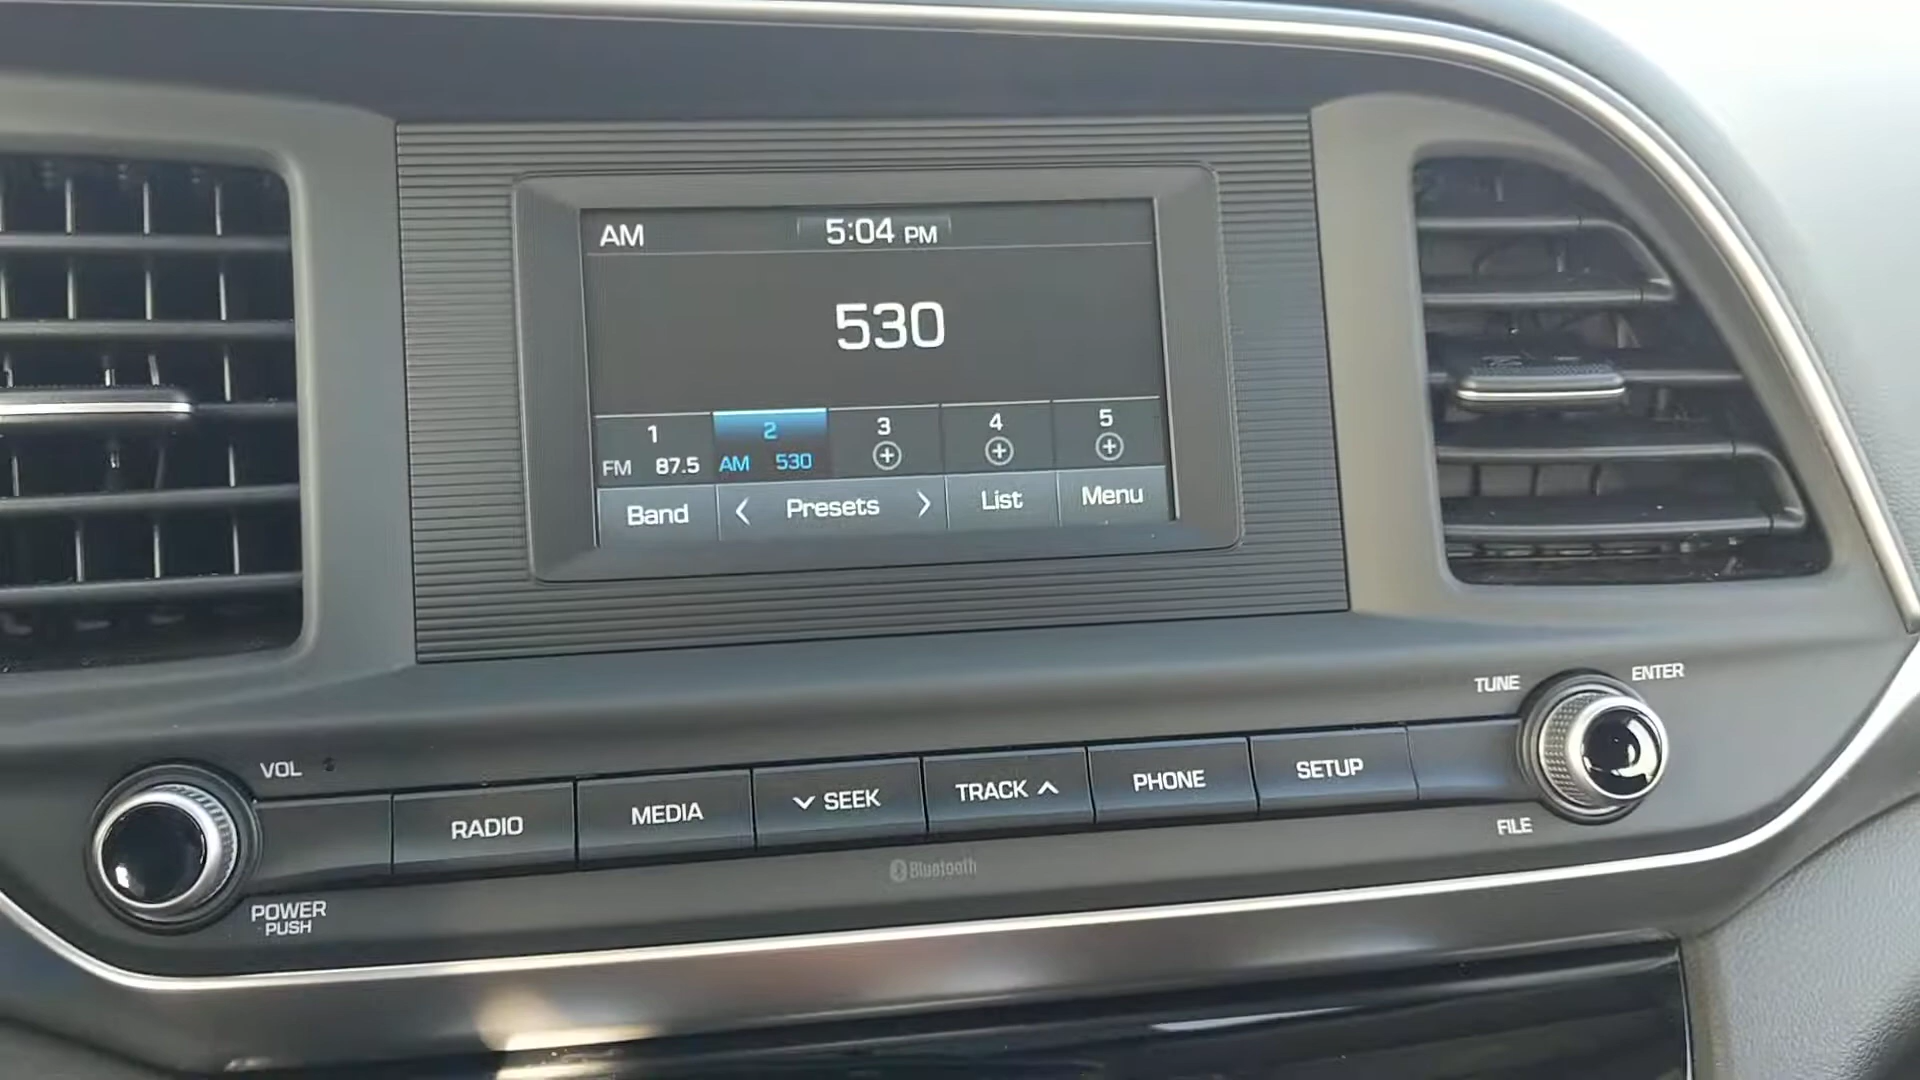 AM 5:04 PM
530
1 2 3 4 5
FM 87.5 AM 530
Band Presets List Menu
TUNE ENTER
VOL
RADIO MEDIA SEEK TRACK PHONE SETUP
FILE
Bluetooth
POWER
PUSH